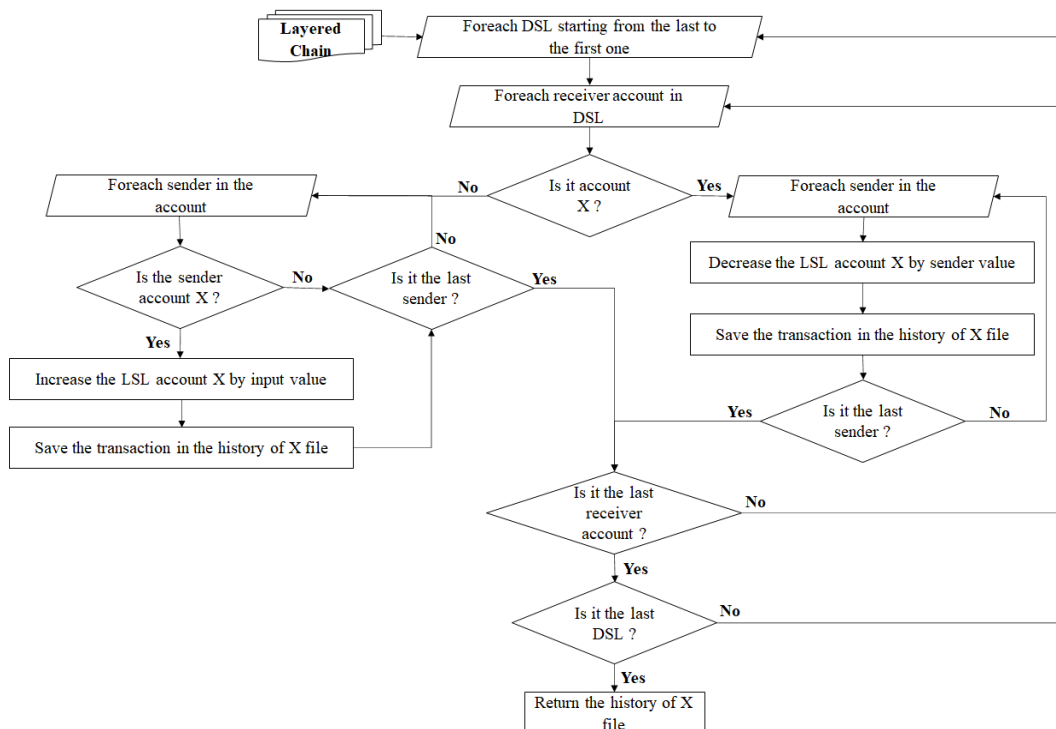 Layered
Chain
Foreach DSL starting from the last to
the first one
Foreach receiver account in
DSL
Is it account
X ?
No
Yes
Foreach sender in the
account
Foreach sender in the
account
No
Is the sender
account X ?
No
Is it the last
sender ?
Yes
Decrease the LSL account X by sender value
Save the transaction in the history of X file
Yes
Increase the LSL account X by input value
Save the transaction in the history of X file
Yes
Is it the last
sender ?
No
Is it the last
receiver
account ?
No
Yes
Is it the last
DSL ?
No
Yes
Return the history of X
file